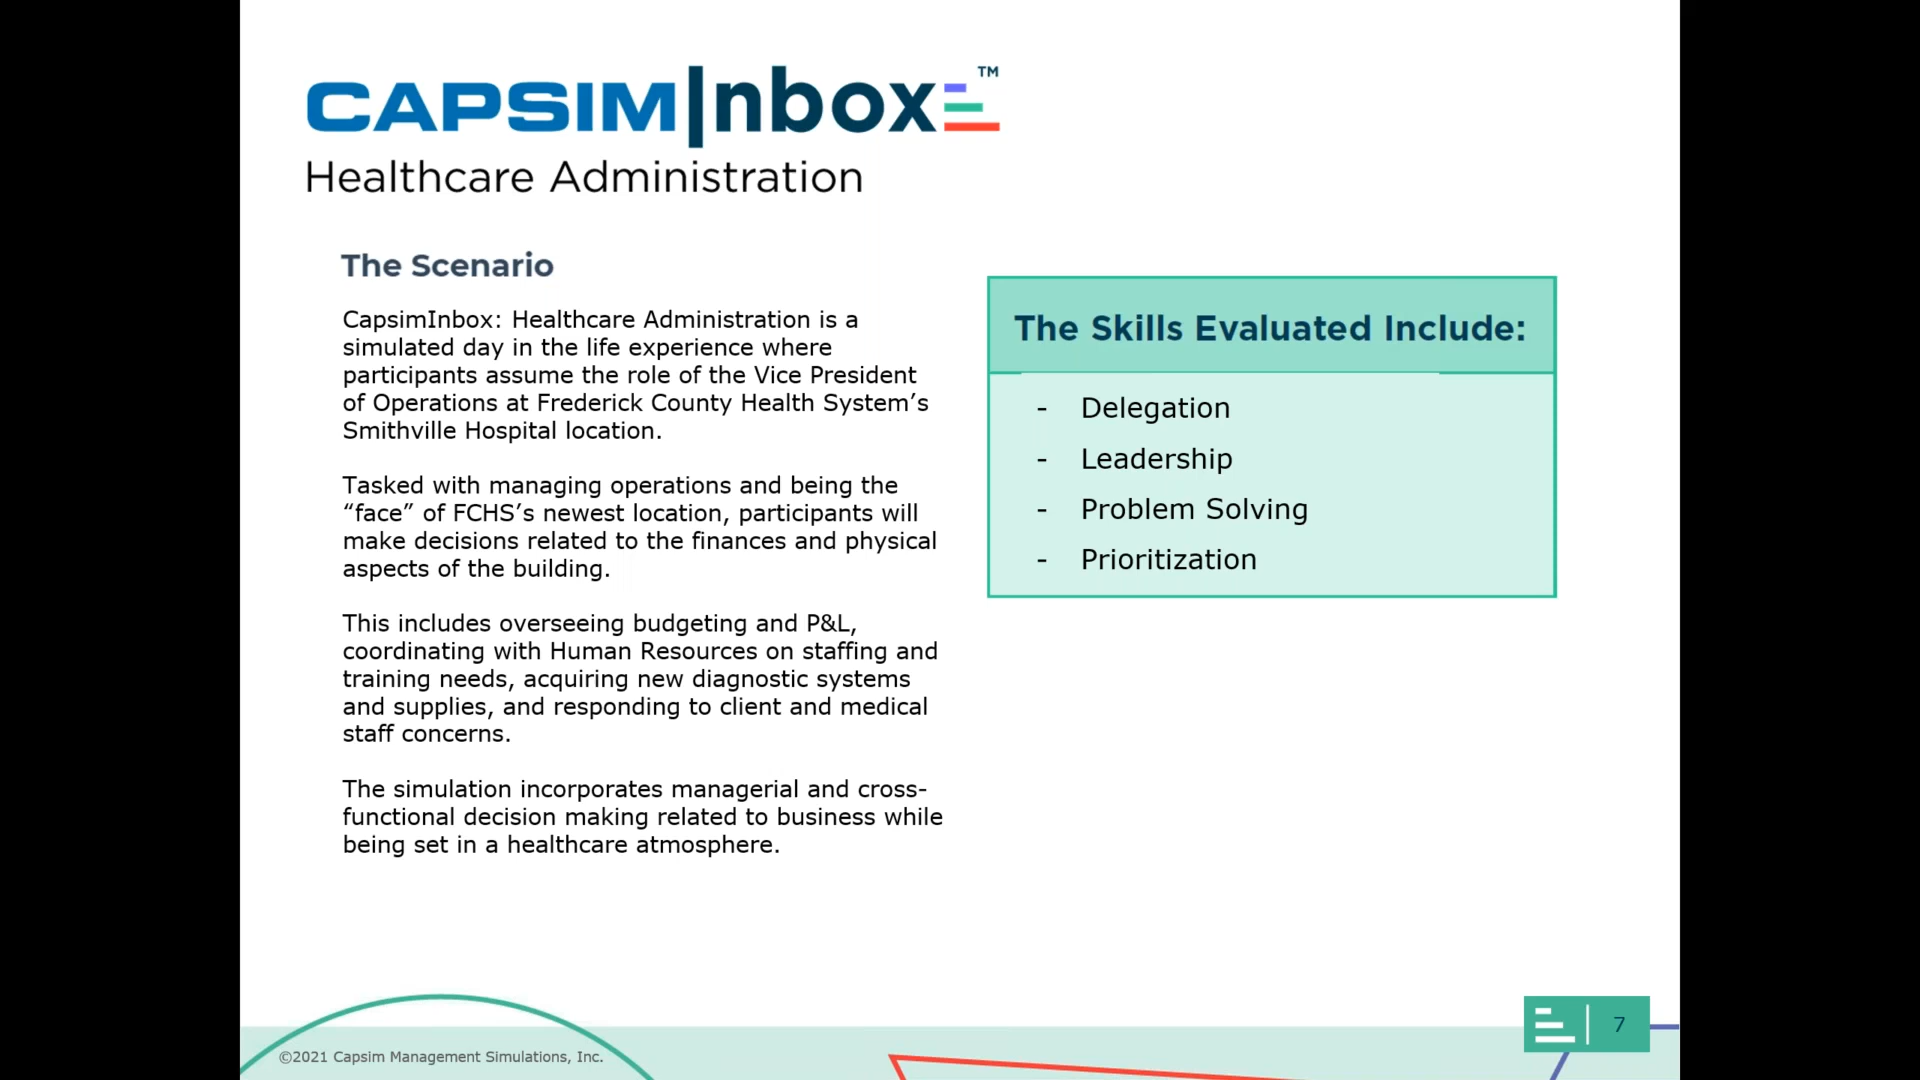 CAPSIM|nbox™
Healthcare Administration
The Scenario
CapsimInbox: Healthcare Administration is a
simulated day in the life experience where
participants assume the role of the Vice President
of Operations at Frederick County Health System’s
Smithville Hospital location.
Tasked with managing operations and being the
“face” of FCHS’s newest location, participants will
make decisions related to the finances and physical
aspects of the building.
This includes overseeing budgeting and P&L,
coordinating with Human Resources on staffing and
training needs, acquiring new diagnostic systems
and supplies, and responding to client and medical
staff concerns.
The simulation incorporates managerial and cross-
functional decision making related to business while
being set in a healthcare atmosphere.
The Skills Evaluated Include:
- Delegation
- Leadership
- Problem Solving
- Prioritization
©2021 Capsim Management Simulations, Inc.
7